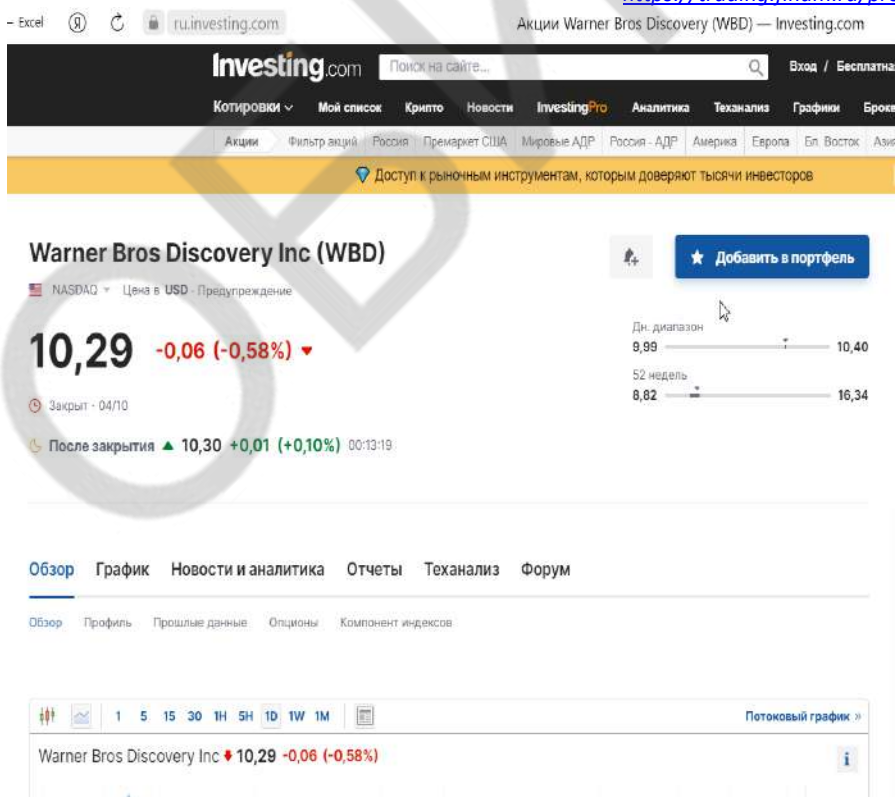 – Excel Я ru.investing.com Акции Warner Bros Discovery (WBD) — Investing.com
Investing.com Поиск на сайте... Вход / Бесплатная
Котировки Мой список Крипто Новости InvestingPro Аналитика Теханализ Графики
Акции Фильтр акций Россия Премаркет США Мировые АДР Россия - АДР Америка Европа Бл. Восток
Доступ к рыночным инструментам, которым доверяют тысячи инвесторов
Warner Bros Discovery Inc (WBD)
Добавить в портфель
NASDAQ Цена в USD · Предупреждение
10,29 -0,06 (-0,58%)
Дн. диапазон
9,99 10,40
52 недель
8,82 16,34
Закрыт · 04/10
После закрытия 10,30 +0,01 (+0,10%) 00:13:19
Обзор График Новости и аналитика Отчеты Теханализ Форум
Обзор Профиль Прошлые данные Опционы Компонент индексов
1 5 15 30 1H 5H 1D 1W 1M Потоковый график »
Warner Bros Discovery Inc 10,29 -0,06 (-0,58%) i